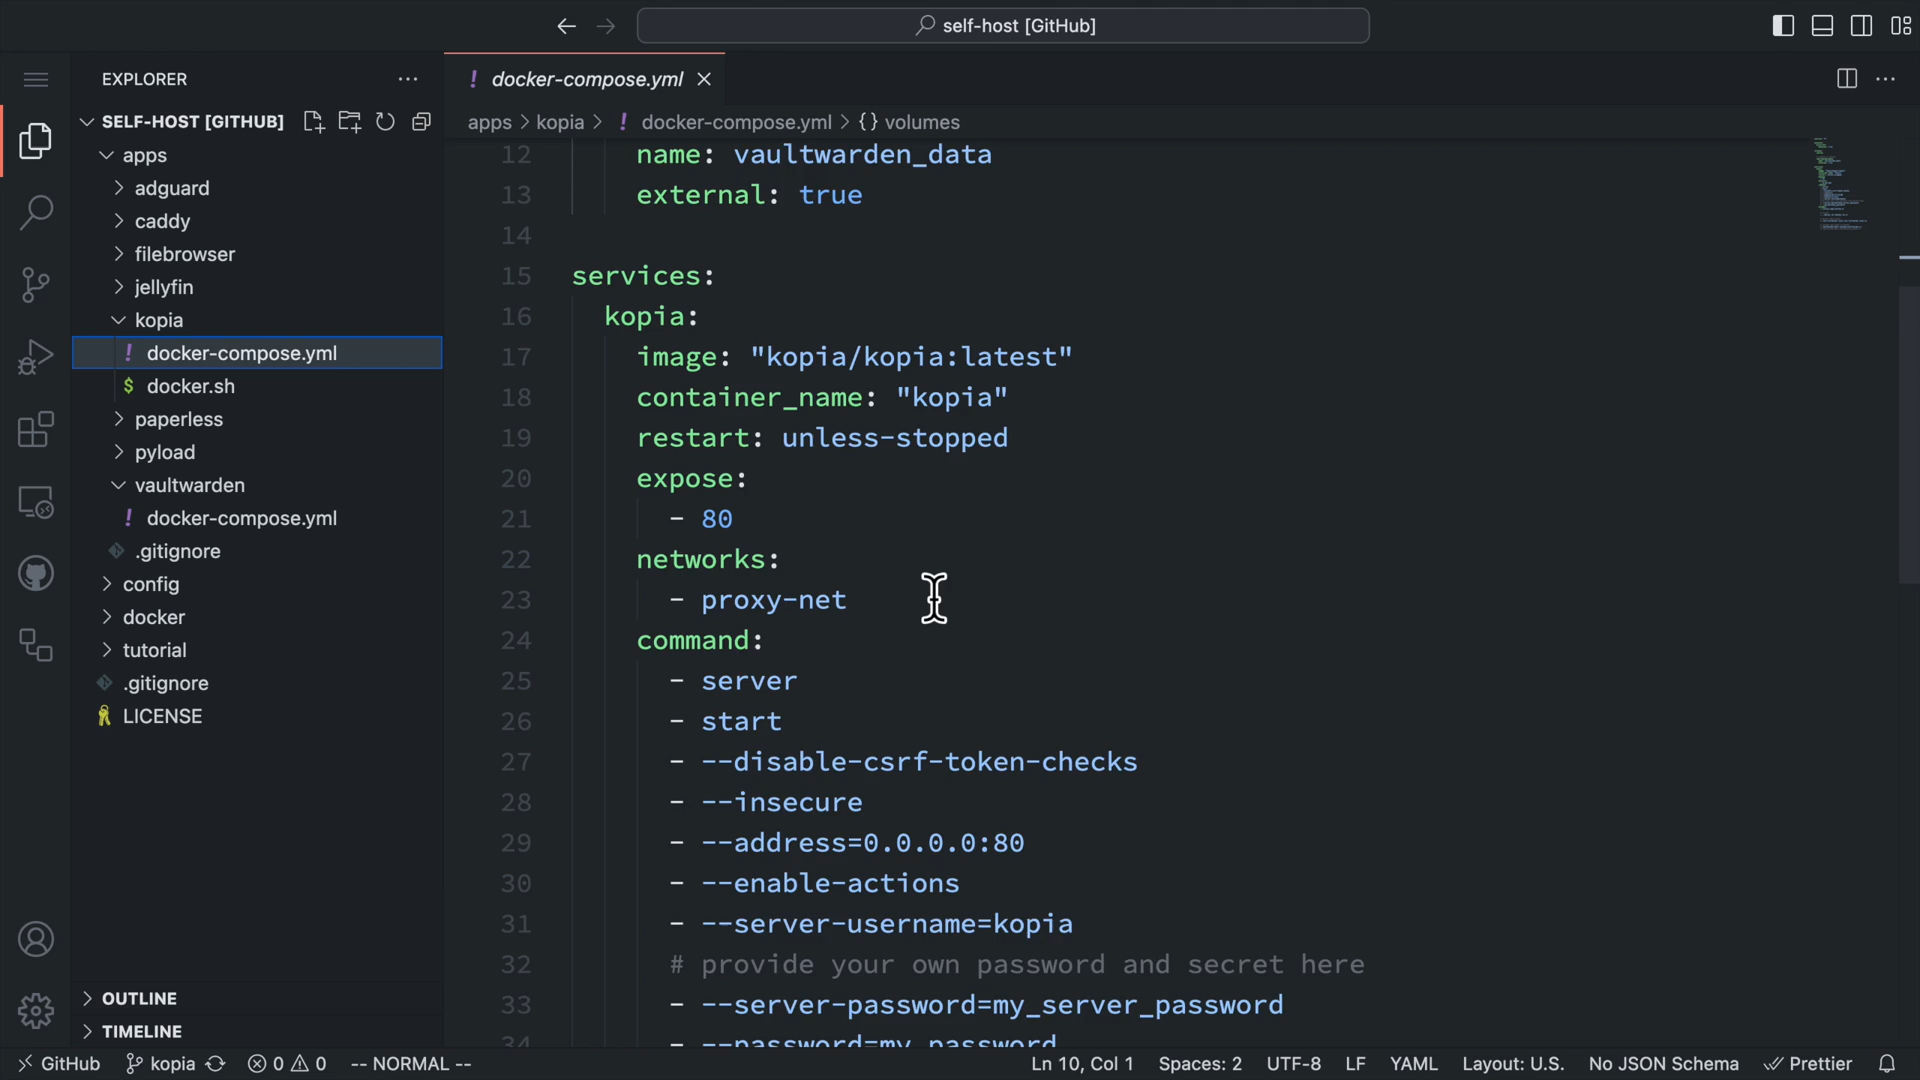 self-host [GitHub]
EXPLORER
SELF-HOST [GITHUB]
apps
adguard
caddy
filebrowser
jellyfin
kopia
! docker-compose.yml
$ docker.sh
paperless
pyload
vaultwarden
! docker-compose.yml
.gitignore
config
docker
tutorial
.gitignore
LICENSE
OUTLINE
TIMELINE
! docker-compose.yml
apps > kopia > ! docker-compose.yml > {} volumes
12 name: vaultwarden_data
13 external: true
14
15 services:
16 kopia:
17 image: "kopia/kopia:latest"
18 container_name: "kopia"
19 restart: unless-stopped
20 expose:
21 - 80
22 networks:
23 - proxy-net
24 command:
25 - server
26 - start
27 - --disable-csrf-token-checks
28 - --insecure
29 - --address=0.0.0.0:80
30 - --enable-actions
31 - --server-username=kopia
32 # provide your own password and secret here
33 - --server-password=my_server_password
34 - --password=my_password
GitHub kopia 0 0 -- NORMAL -- Ln 10, Col 1 Spaces: 2 UTF-8 LF YAML Layout: U.S. No JSON Schema Prettier